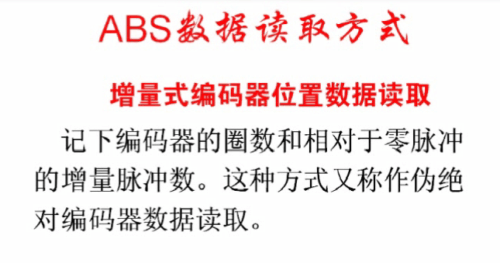 ABS数据读取方式
增量式编码器位置数据读取
记下编码器的圈数和相对于零脉冲
的增量脉冲数。这种方式又称作伪绝
对编码器数据读取。